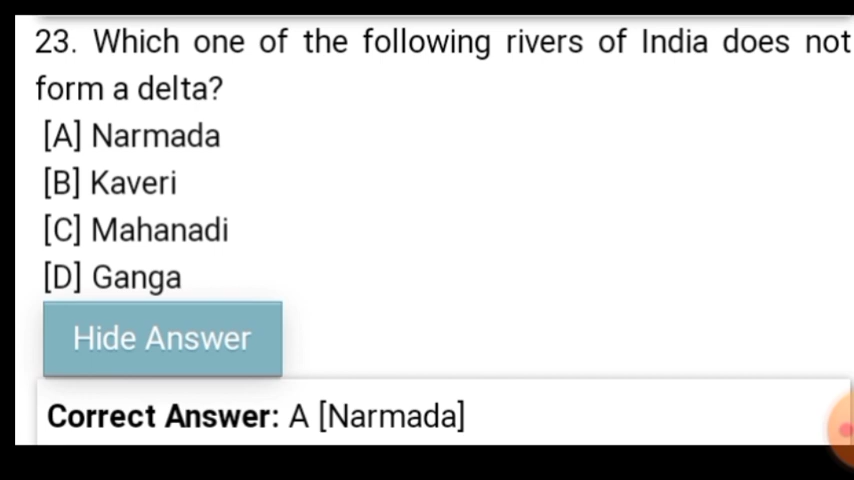 23. Which one of the following rivers of India does not
form a delta?
[A] Narmada
[B] Kaveri
[C] Mahanadi
[D] Ganga
Hide Answer
Correct Answer: A [Narmada]